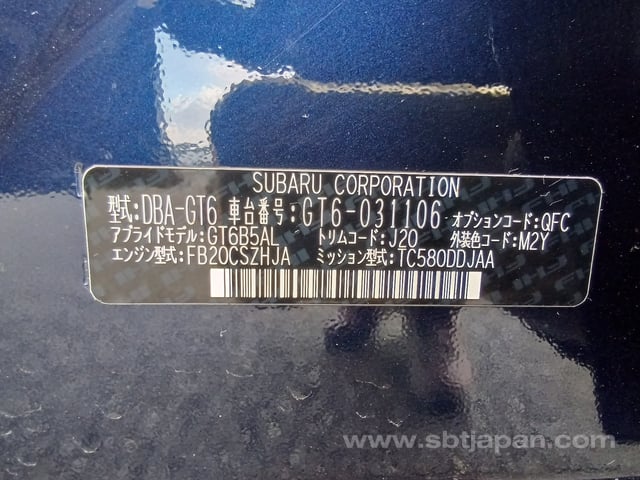 SUBARU CORPORATION
型式:DBA-GT6 車台番号:GT6-031106 オプションコード:QFC
アプライドモデル:GT6B5AL トリムコード:J20 外装色コード:M2Y
エンジン型式:FB20CSZHJA ミッション型式:TC580DDJAA
www.sbtjapan.com